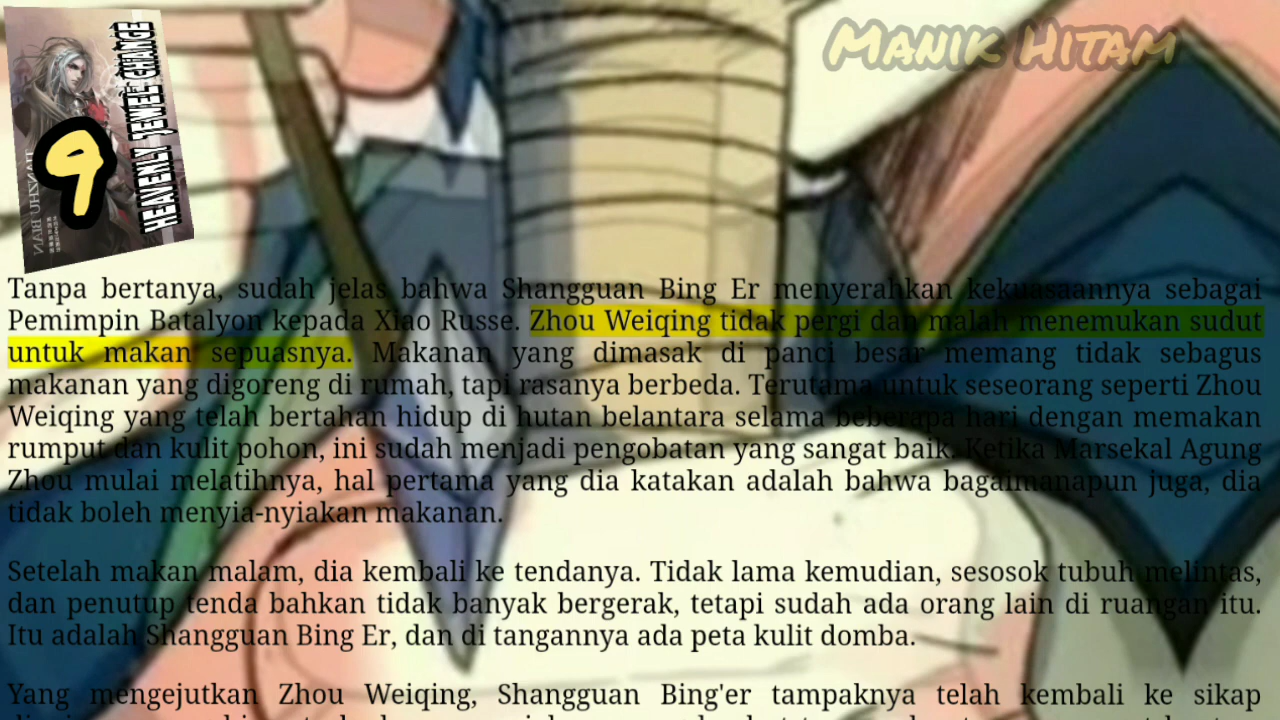 Manik Hitam
HEAVENLY JEWEL CHANGE
9
Tanpa bertanya, sudah jelas bahwa Shangguan Bing Er menyerahkan kekuasaannya sebagai
Pemimpin Batalyon kepada Xiao Russe. Zhou Weiqing tidak pergi dan malah menemukan sudut
untuk makan sepuasnya. Makanan yang dimasak di panci besar memang tidak sebagus
makanan yang digoreng di rumah, tapi rasanya berbeda. Terutama untuk seseorang seperti Zhou
Weiqing yang telah bertahan hidup di hutan belantara selama beberapa hari dengan memakan
rumput dan kulit pohon, ini sudah menjadi pengobatan yang sangat baik. Ketika Marsekal Agung
Zhou mulai melatihnya, hal pertama yang dia katakan adalah bahwa bagaimanapun juga, dia
tidak boleh menyia-nyiakan makanan.
Setelah makan malam, dia kembali ke tendanya. Tidak lama kemudian, sesosok tubuh melintas,
dan penutup tenda bahkan tidak banyak bergerak, tetapi sudah ada orang lain di ruangan itu.
Itu adalah Shangguan Bing Er, dan di tangannya ada peta kulit domba.
Yang mengejutkan Zhou Weiqing, Shangguan Bing'er tampaknya telah kembali ke sikap